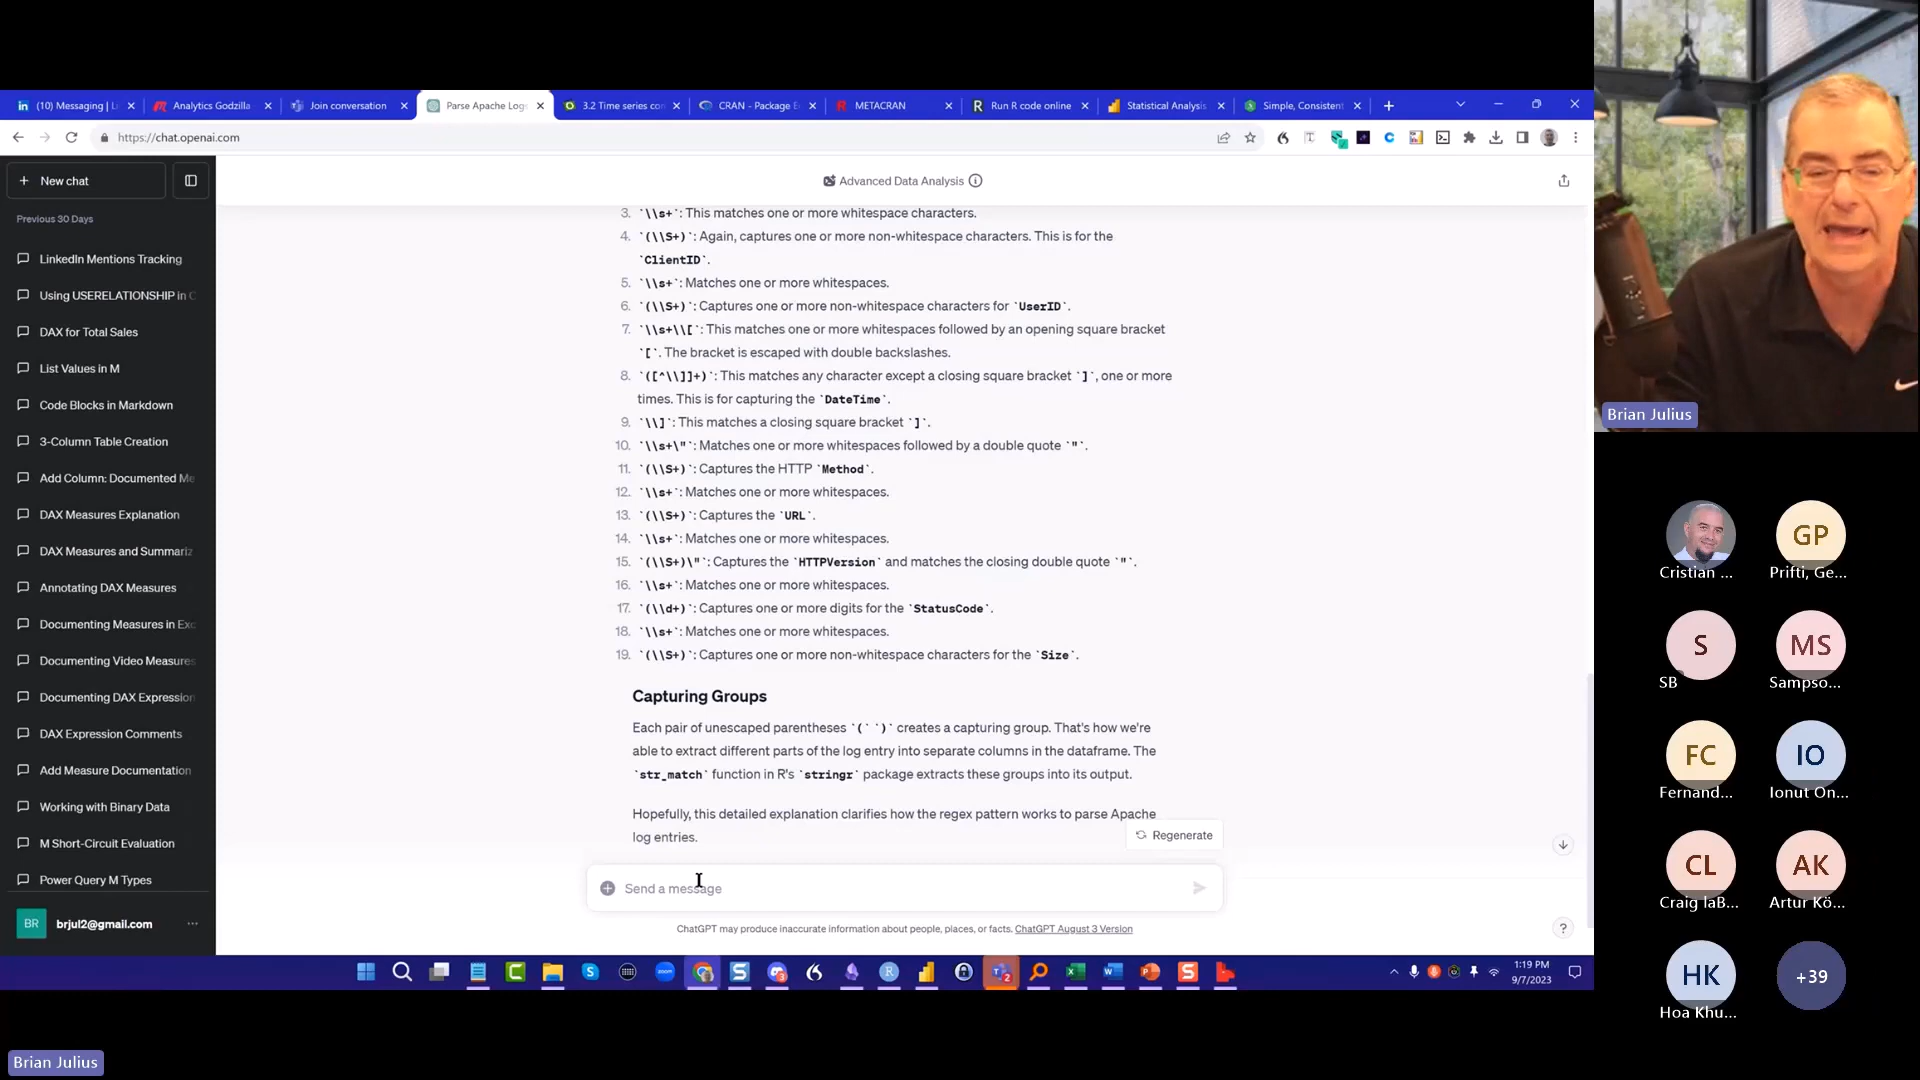 (10) Messaging | L
Analytics Godzilla
Join conversation
Parse Apache Log
3.2 Time series con
CRAN - Package E
METACRAN
Run R code online
Statistical Analysis
Simple, Consistent
https://chat.openai.com
New chat
Previous 30 Days
LinkedIn Mentions Tracking
Using USERELATIONSHIP in C
DAX for Total Sales
List Values in M
Code Blocks in Markdown
3-Column Table Creation
Add Column: Documented Me
DAX Measures Explanation
DAX Measures and Summariz
Annotating DAX Measures
Documenting Measures in Exc
Documenting Video Measures
Documenting DAX Expression
DAX Expression Comments
Add Measure Documentation
Working with Binary Data
M Short-Circuit Evaluation
Power Query M Types
BR
brjul2@gmail.com
Advanced Data Analysis
3. `\\s+`: This matches one or more whitespace characters.
4. `(\\S+)`: Again, captures one or more non-whitespace characters. This is for the
`ClientID`.
5. `\\s+`: Matches one or more whitespaces.
6. `(\\S+)`: Captures one or more non-whitespace characters for `UserID`.
7. `\\s+\\[`: This matches one or more whitespaces followed by an opening square bracket
`[`. The bracket is escaped with double backslashes.
8. `([^\\]]+)`: This matches any character except a closing square bracket `]`, one or more
times. This is for capturing the `DateTime`.
9. `\\]`: This matches a closing square bracket `]`.
10. `\\s+\"`: Matches one or more whitespaces followed by a double quote `"`.
11. `(\\S+)`: Captures the HTTP `Method`.
12. `\\s+`: Matches one or more whitespaces.
13. `(\\S+)`: Captures the `URL`.
14. `\\s+`: Matches one or more whitespaces.
15. `(\\S+)\"`: Captures the `HTTPVersion` and matches the closing double quote `"`.
16. `\\s+`: Matches one or more whitespaces.
17. `(\\d+)`: Captures one or more digits for the `StatusCode`.
18. `\\s+`: Matches one or more whitespaces.
19. `(\\S+)`: Captures one or more non-whitespace characters for the `Size`.
Capturing Groups
Each pair of unescaped parentheses `(` `)` creates a capturing group. That's how we're
able to extract different parts of the log entry into separate columns in the dataframe. The
`str_match` function in R's `stringr` package extracts these groups into its output.
Hopefully, this detailed explanation clarifies how the regex pattern works to parse Apache
log entries.
Regenerate
Send a message
ChatGPT may produce inaccurate information about people, places, or facts. ChatGPT August 3 Version
?
1:19 PM
9/7/2023
Brian Julius
Cristian ...
GP
Prifti, Ge...
S
SB
MS
Sampso...
FC
Fernand...
IO
Ionut On...
CL
Craig laB...
AK
Artur Kö...
HK
Hoa Khu...
+39
Brian Julius